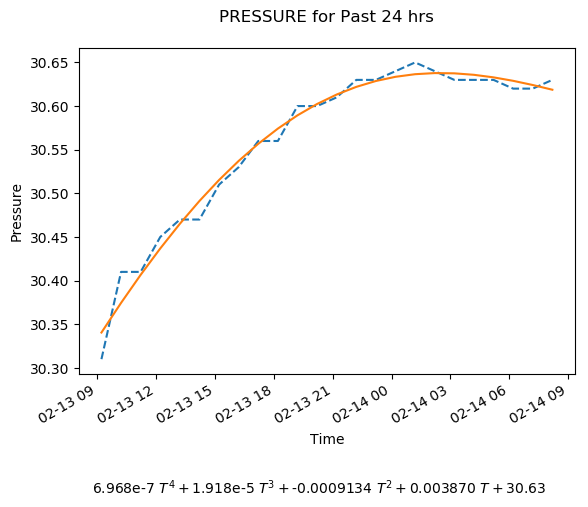 PRESSURE for Past 24 hrs
30.65
30.60
30.55
30.50
30.45
30.40
30.35
30.30
Pressure
02-13 09 02-13 12 02-13 15 02-13 18 02-13 21 02-14 00 02-14 03 02-14 06 02-14 09
Time
6.968e-7 T⁴ + 1.918e-5 T³ + -0.0009134 T² + 0.003870 T + 30.63